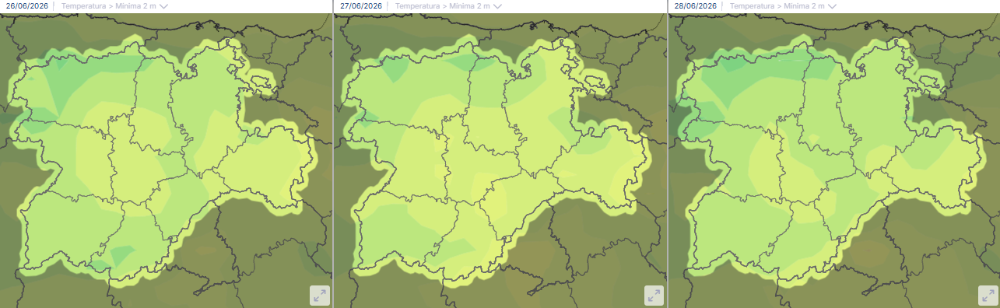 26/06/2026 Temperatura > Mínima 2 m
27/06/2026 Temperatura > Mínima 2 m
28/06/2026 Temperatura > Mínima 2 m